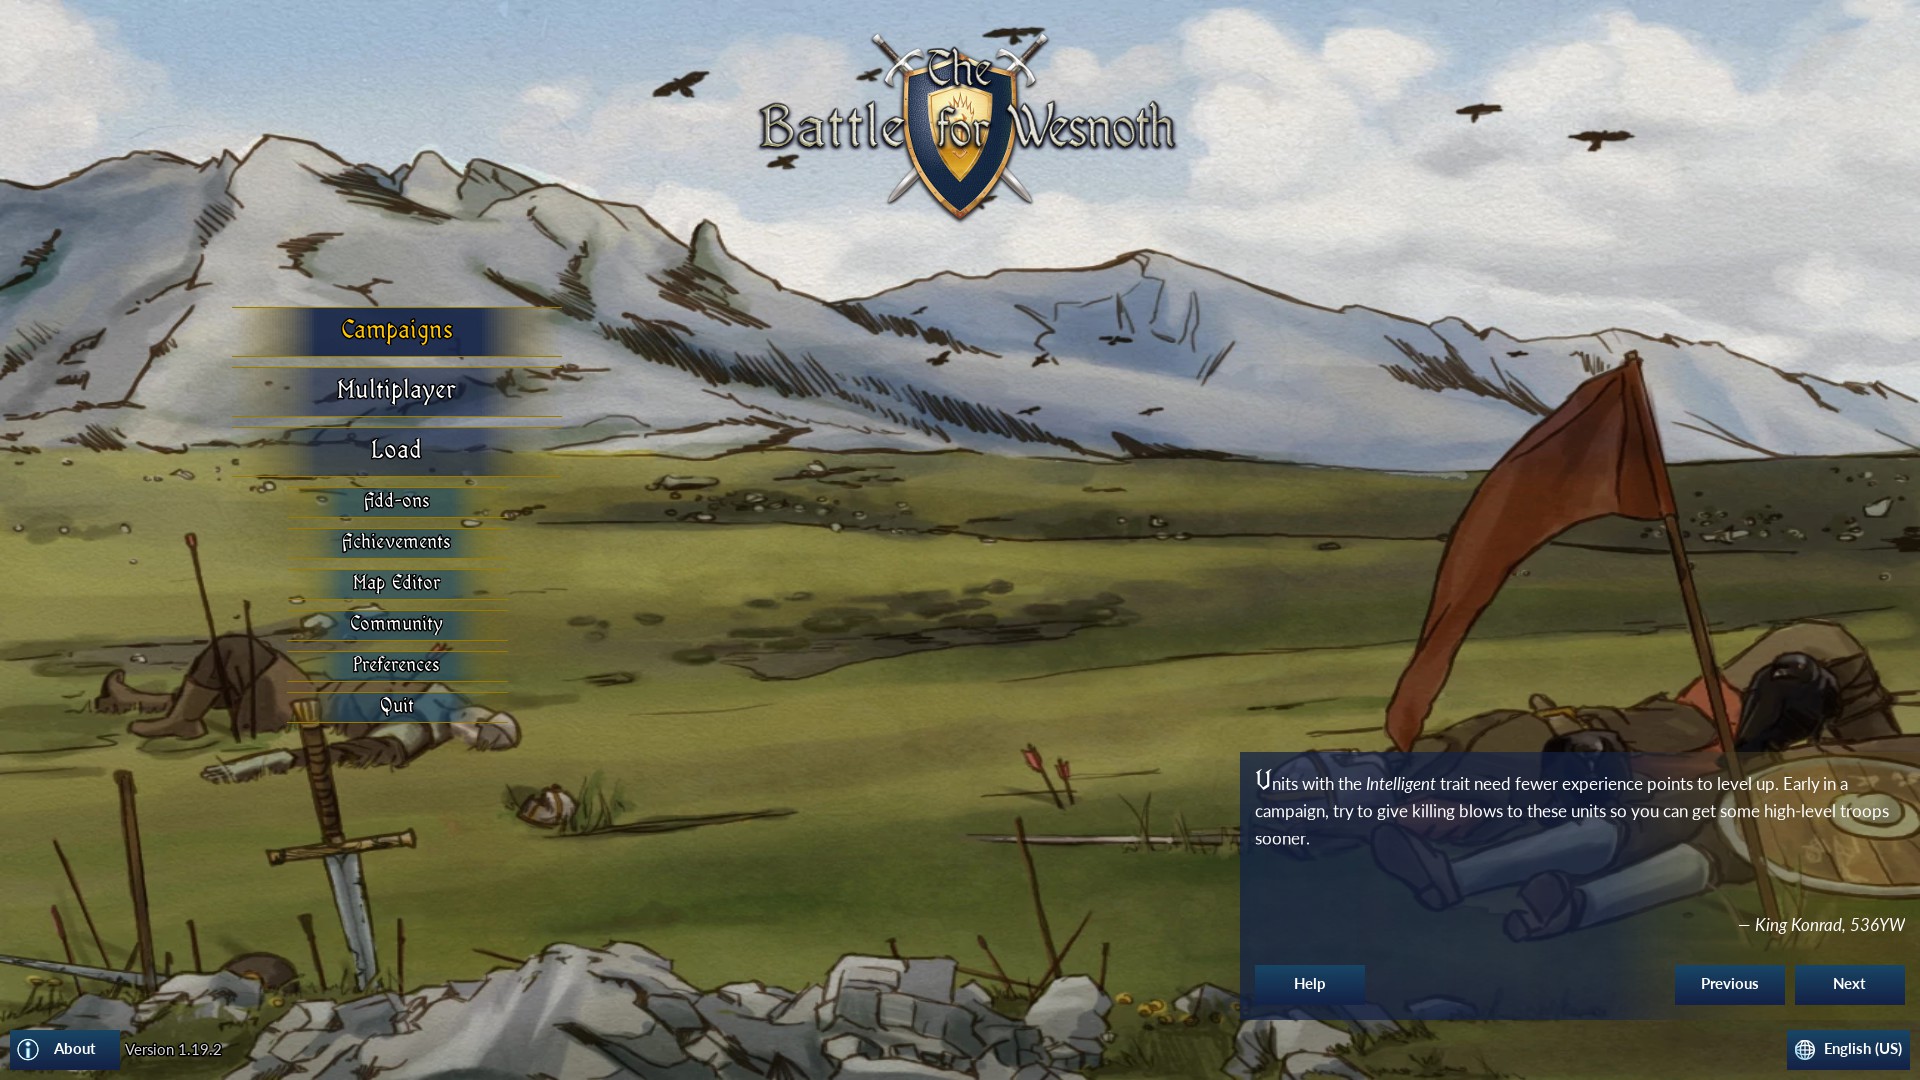 The
Battle for Wesnoth
Campaigns
Multiplayer
Load
Add-ons
Achievements
Map Editor
Community
Preferences
Quit
Units with the Intelligent trait need fewer experience points to level up. Early in a
campaign, try to give killing blows to these units so you can get some high-level troops
sooner.
— King Konrad, 536YW
Help
Previous
Next
About
Version 1.19.2
English (US)